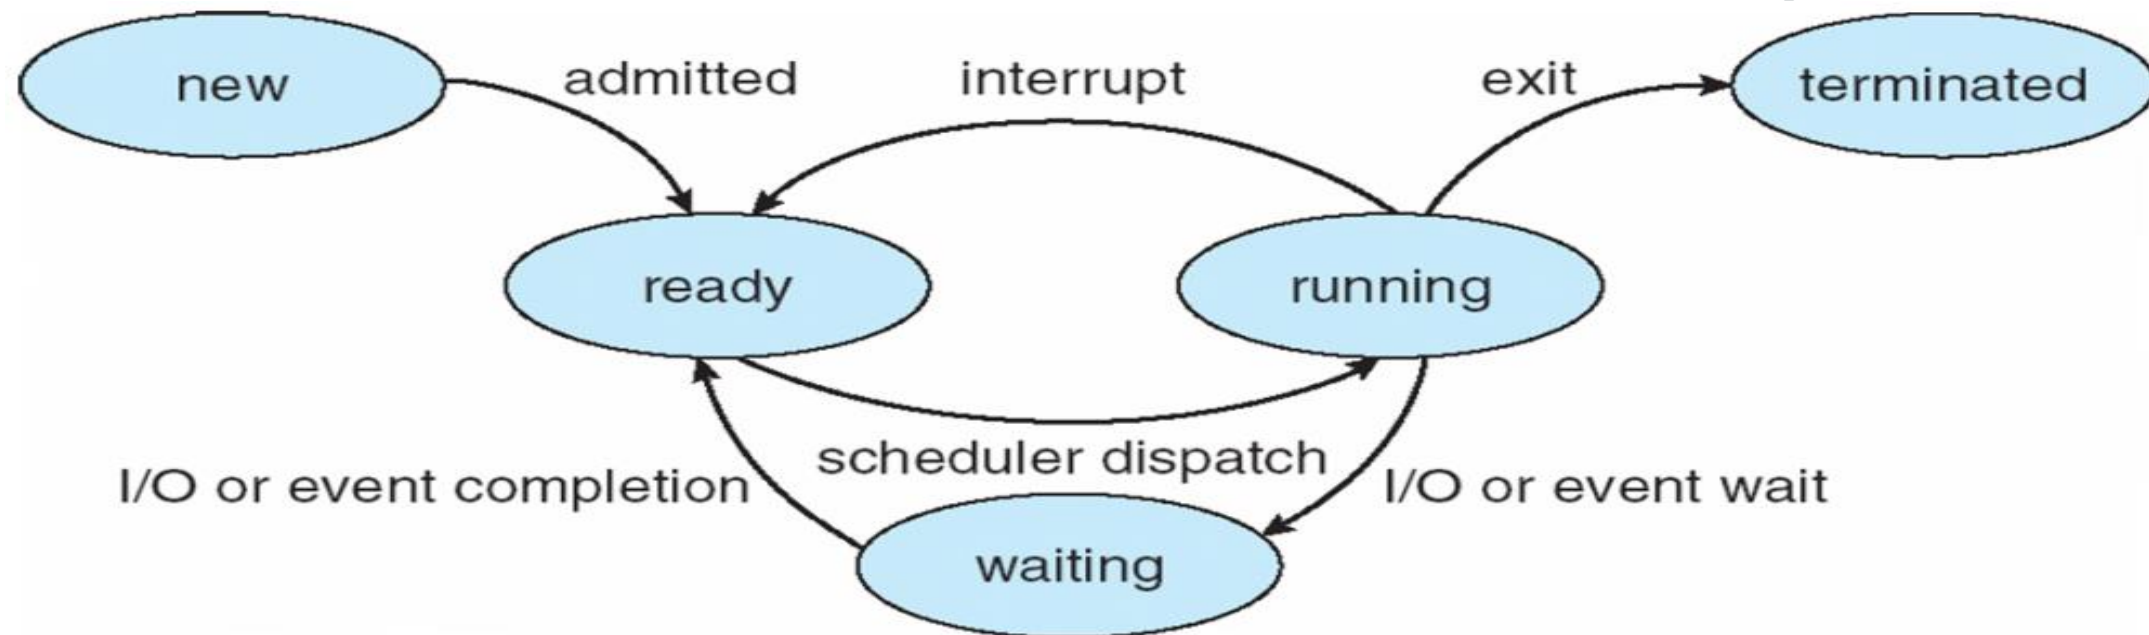 new
admitted
interrupt
exit
terminated
ready
running
scheduler dispatch
I/O or event completion
I/O or event wait
waiting